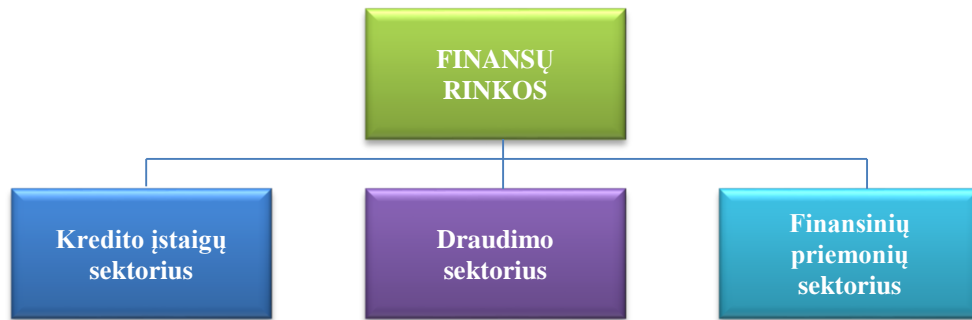 FINANSŲ
RINKOS
Kredito įstaigų
sektorius
Draudimo
sektorius
Finansinių
priemonių
sektorius